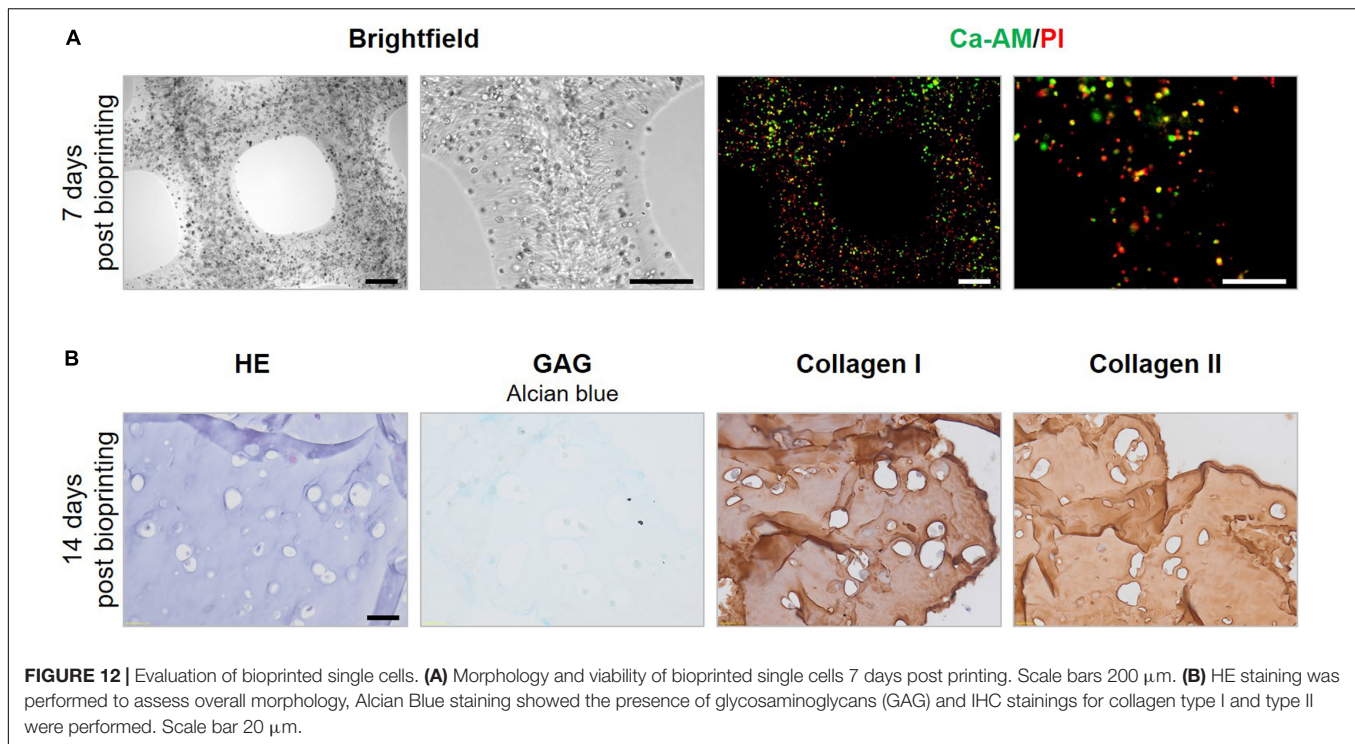 A
Brightfield
Ca-AM/PI
7 days
post bioprinting
B
HE
GAG
Alcian blue
Collagen I
Collagen II
14 days
post bioprinting
FIGURE 12 | Evaluation of bioprinted single cells. (A) Morphology and viability of bioprinted single cells 7 days post printing. Scale bars 200 μm. (B) HE staining was
performed to assess overall morphology, Alcian Blue staining showed the presence of glycosaminoglycans (GAG) and IHC stainings for collagen type I and type II
were performed. Scale bar 20 μm.